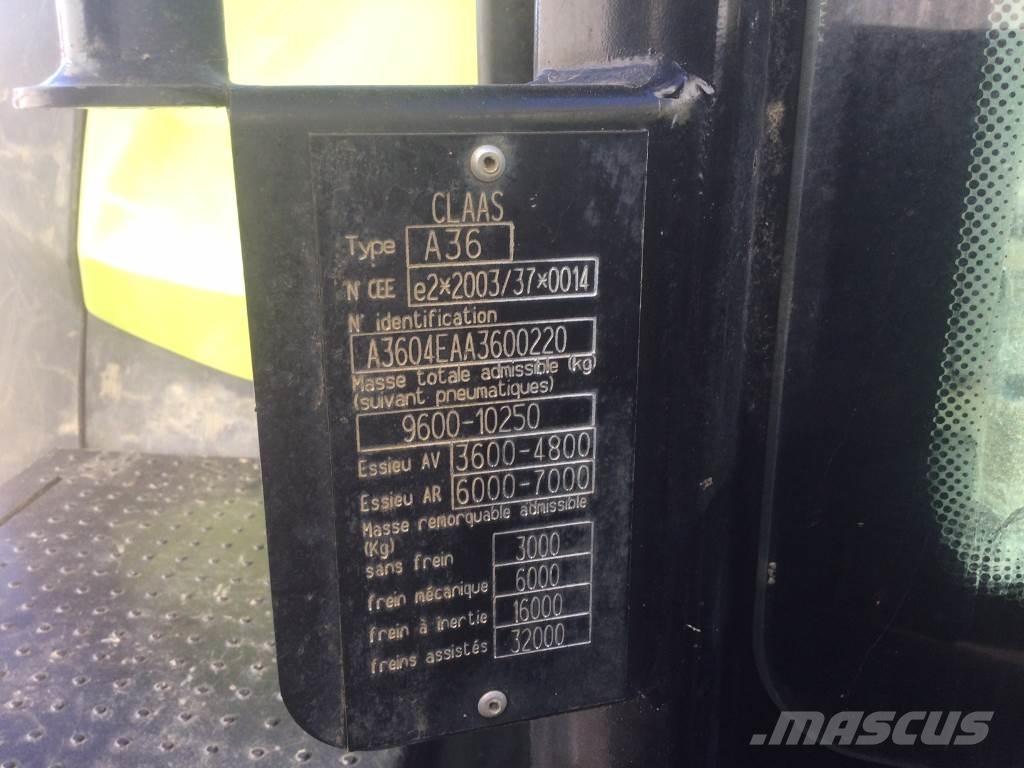 CLAAS
Type A36
N° CEE e2*2003/37*0014
N° identification
A3604EAA3600220
Masse totale admissible (kg)
(suivant pneumatiques)
9600-10250
Essieu AV 3600-4800
Essieu AR 6000-7000
Masse remorquable admissible
(Kg)
sans frein 3000
frein mécanique 6000
frein à inertie 16000
freins assistés 32000
MASCUS